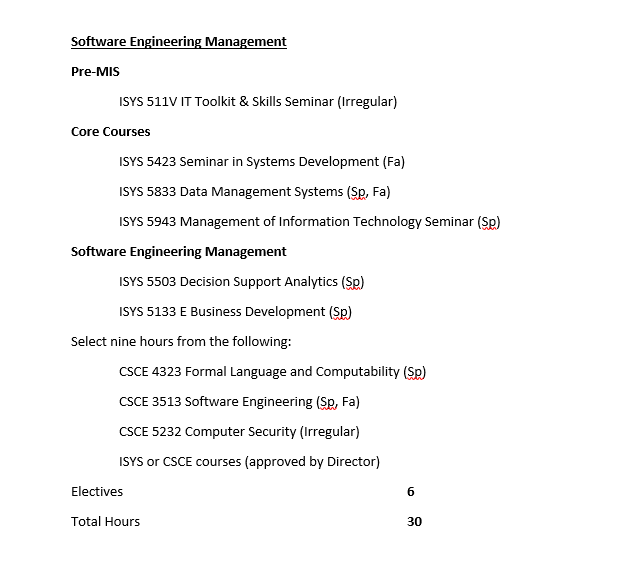 Software Engineering Management
Pre-MIS
ISYS 511V IT Toolkit & Skills Seminar (Irregular)
Core Courses
ISYS 5423 Seminar in Systems Development (Fa)
ISYS 5833 Data Management Systems (Sp, Fa)
ISYS 5943 Management of Information Technology Seminar (Sp)
Software Engineering Management
ISYS 5503 Decision Support Analytics (Sp)
ISYS 5133 E Business Development (Sp)
Select nine hours from the following:
CSCE 4323 Formal Language and Computability (Sp)
CSCE 3513 Software Engineering (Sp, Fa)
CSCE 5232 Computer Security (Irregular)
ISYS or CSCE courses (approved by Director)
Electives 6
Total Hours 30